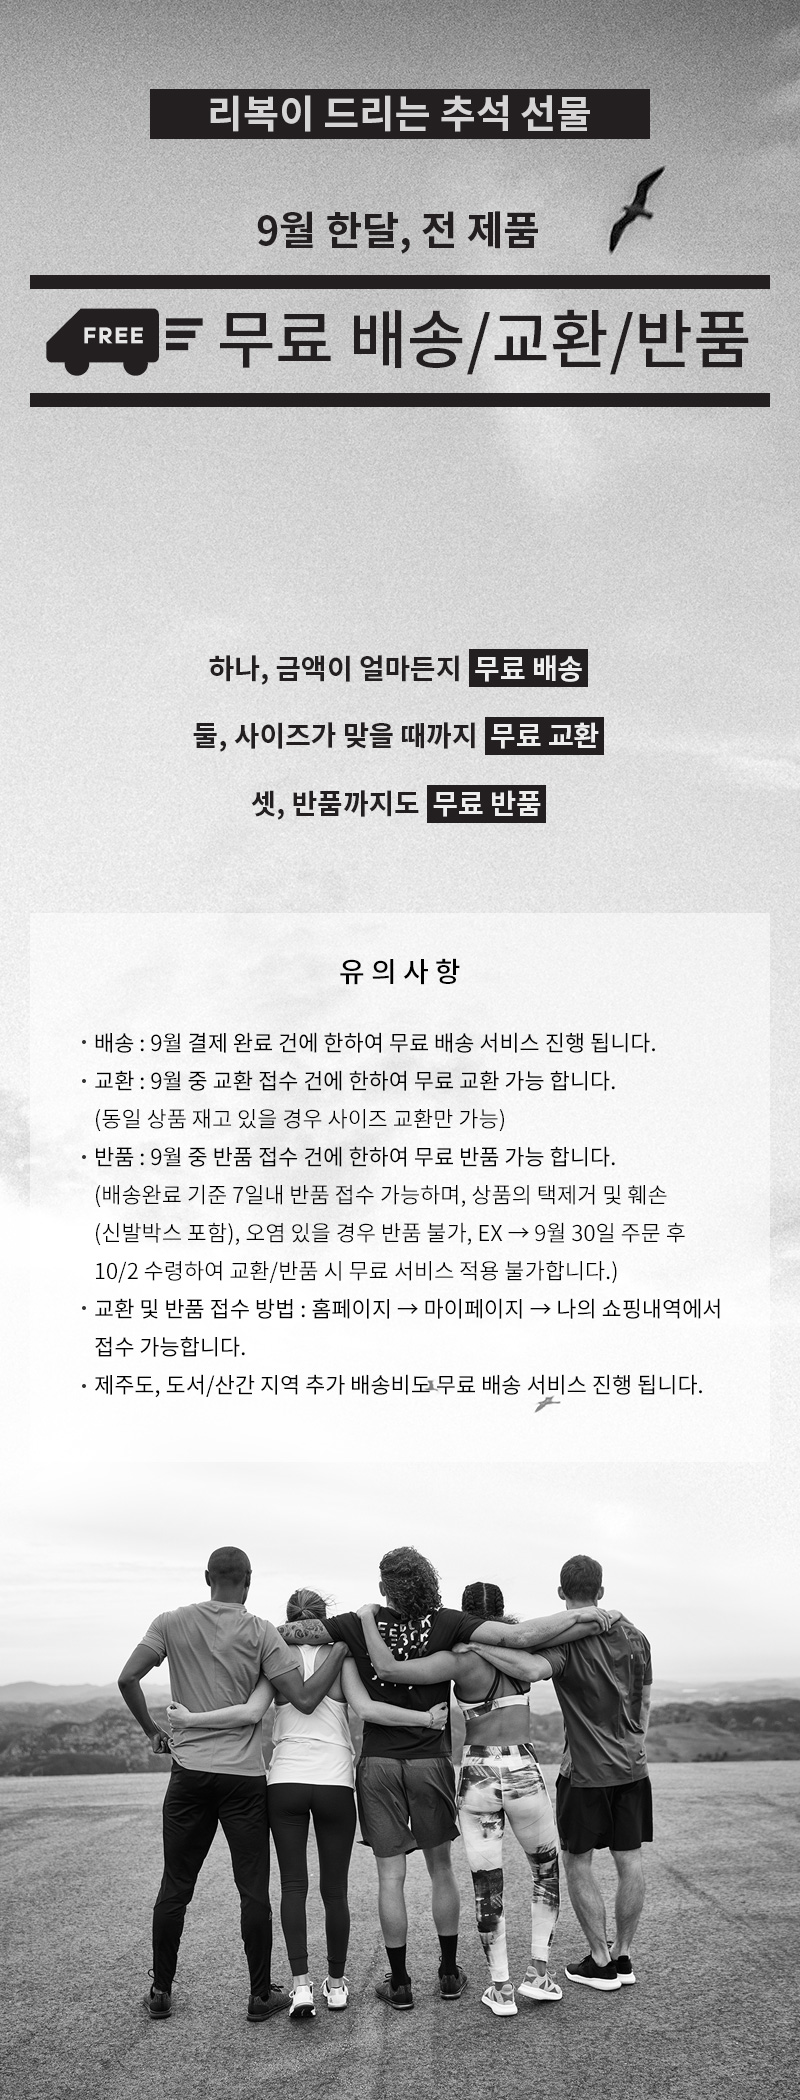 리복이 드리는 추석 선물
9월 한달, 전 제품
FREE 무료 배송/교환/반품
하나, 금액이 얼마든지 무료 배송
둘, 사이즈가 맞을 때까지 무료 교환
셋, 반품까지도 무료 반품
유의사항
• 배송 : 9월 결제 완료 건에 한하여 무료 배송 서비스 진행 됩니다.
• 교환 : 9월 중 교환 접수 건에 한하여 무료 교환 가능 합니다.
(동일 상품 재고 있을 경우 사이즈 교환만 가능)
• 반품 : 9월 중 반품 접수 건에 한하여 무료 반품 가능 합니다.
(배송완료 기준 7일내 반품 접수 가능하며, 상품의 택제거 및 훼손
(신발박스 포함), 오염 있을 경우 반품 불가, EX → 9월 30일 주문 후
10/2 수령하여 교환/반품 시 무료 서비스 적용 불가합니다.)
• 교환 및 반품 접수 방법 : 홈페이지 → 마이페이지 → 나의 쇼핑내역에서
접수 가능합니다.
• 제주도, 도서/산간 지역 추가 배송비도 무료 배송 서비스 진행 됩니다.